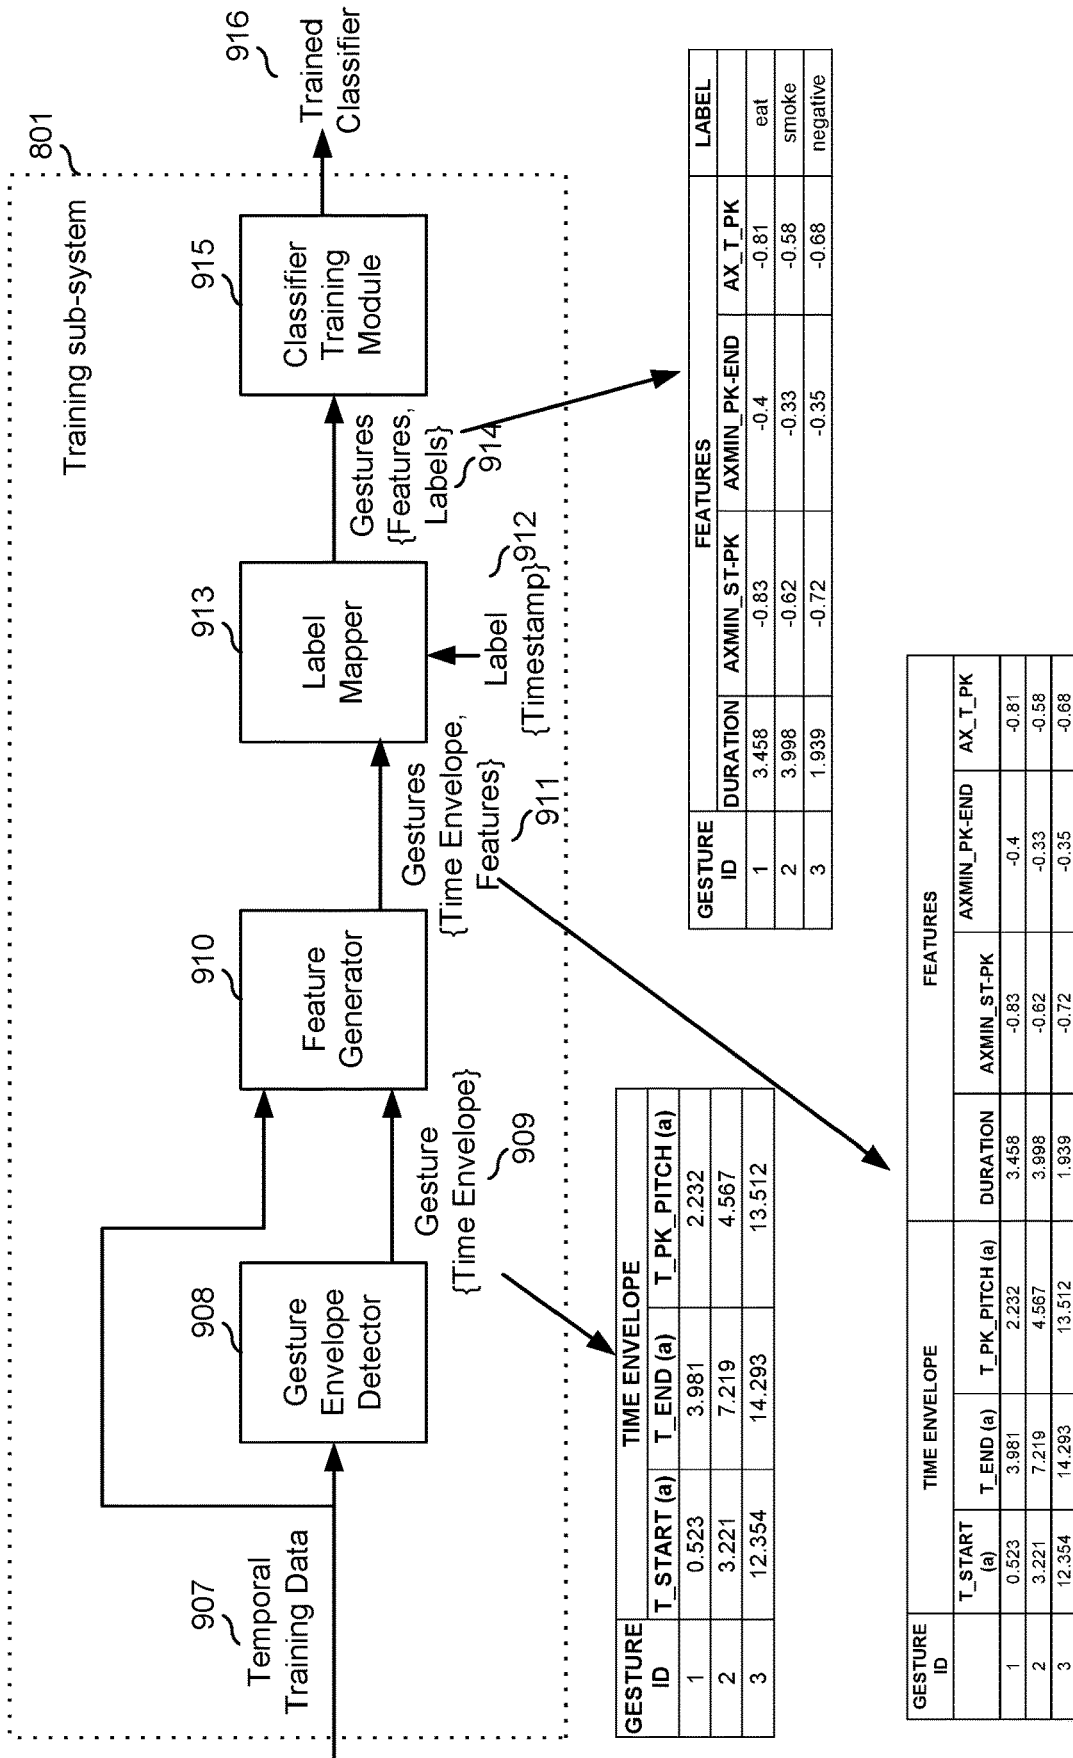 801
Training sub-system
907
Temporal
Training Data
908
Gesture
Envelope
Detector
Gesture
{Time Envelope}
909
910
Feature
Generator
Gestures
{Time Envelope,
Features}
911
913
Label
Mapper
Label
{Timestamp}
912
Gestures
{Features,
Labels}
914
915
Classifier
Training
Module
916
Trained
Classifier
GESTURE ID TIME ENVELOPE
T_START (a) T_END (a) T_PK_PITCH (a)
1 0.523 3.981 2.232
2 3.221 7.219 4.567
3 12.354 14.293 13.512
GESTURE ID FEATURES LABEL
DURATION AXMIN_ST-PK AXMIN_PK-END AX_T_PK
1 3.458 -0.83 -0.4 -0.81 eat
2 3.998 -0.62 -0.33 -0.58 smoke
3 1.939 -0.72 -0.35 -0.68 negative
GESTURE ID TIME ENVELOPE FEATURES
T_START (a) T_END (a) T_PK_PITCH (a) DURATION AXMIN_ST-PK AXMIN_PK-END AX_T_PK
1 0.523 3.981 2.232 3.458 -0.83 -0.4 -0.81
2 3.221 7.219 4.567 3.998 -0.62 -0.33 -0.58
3 12.354 14.293 13.512 1.939 -0.72 -0.35 -0.68